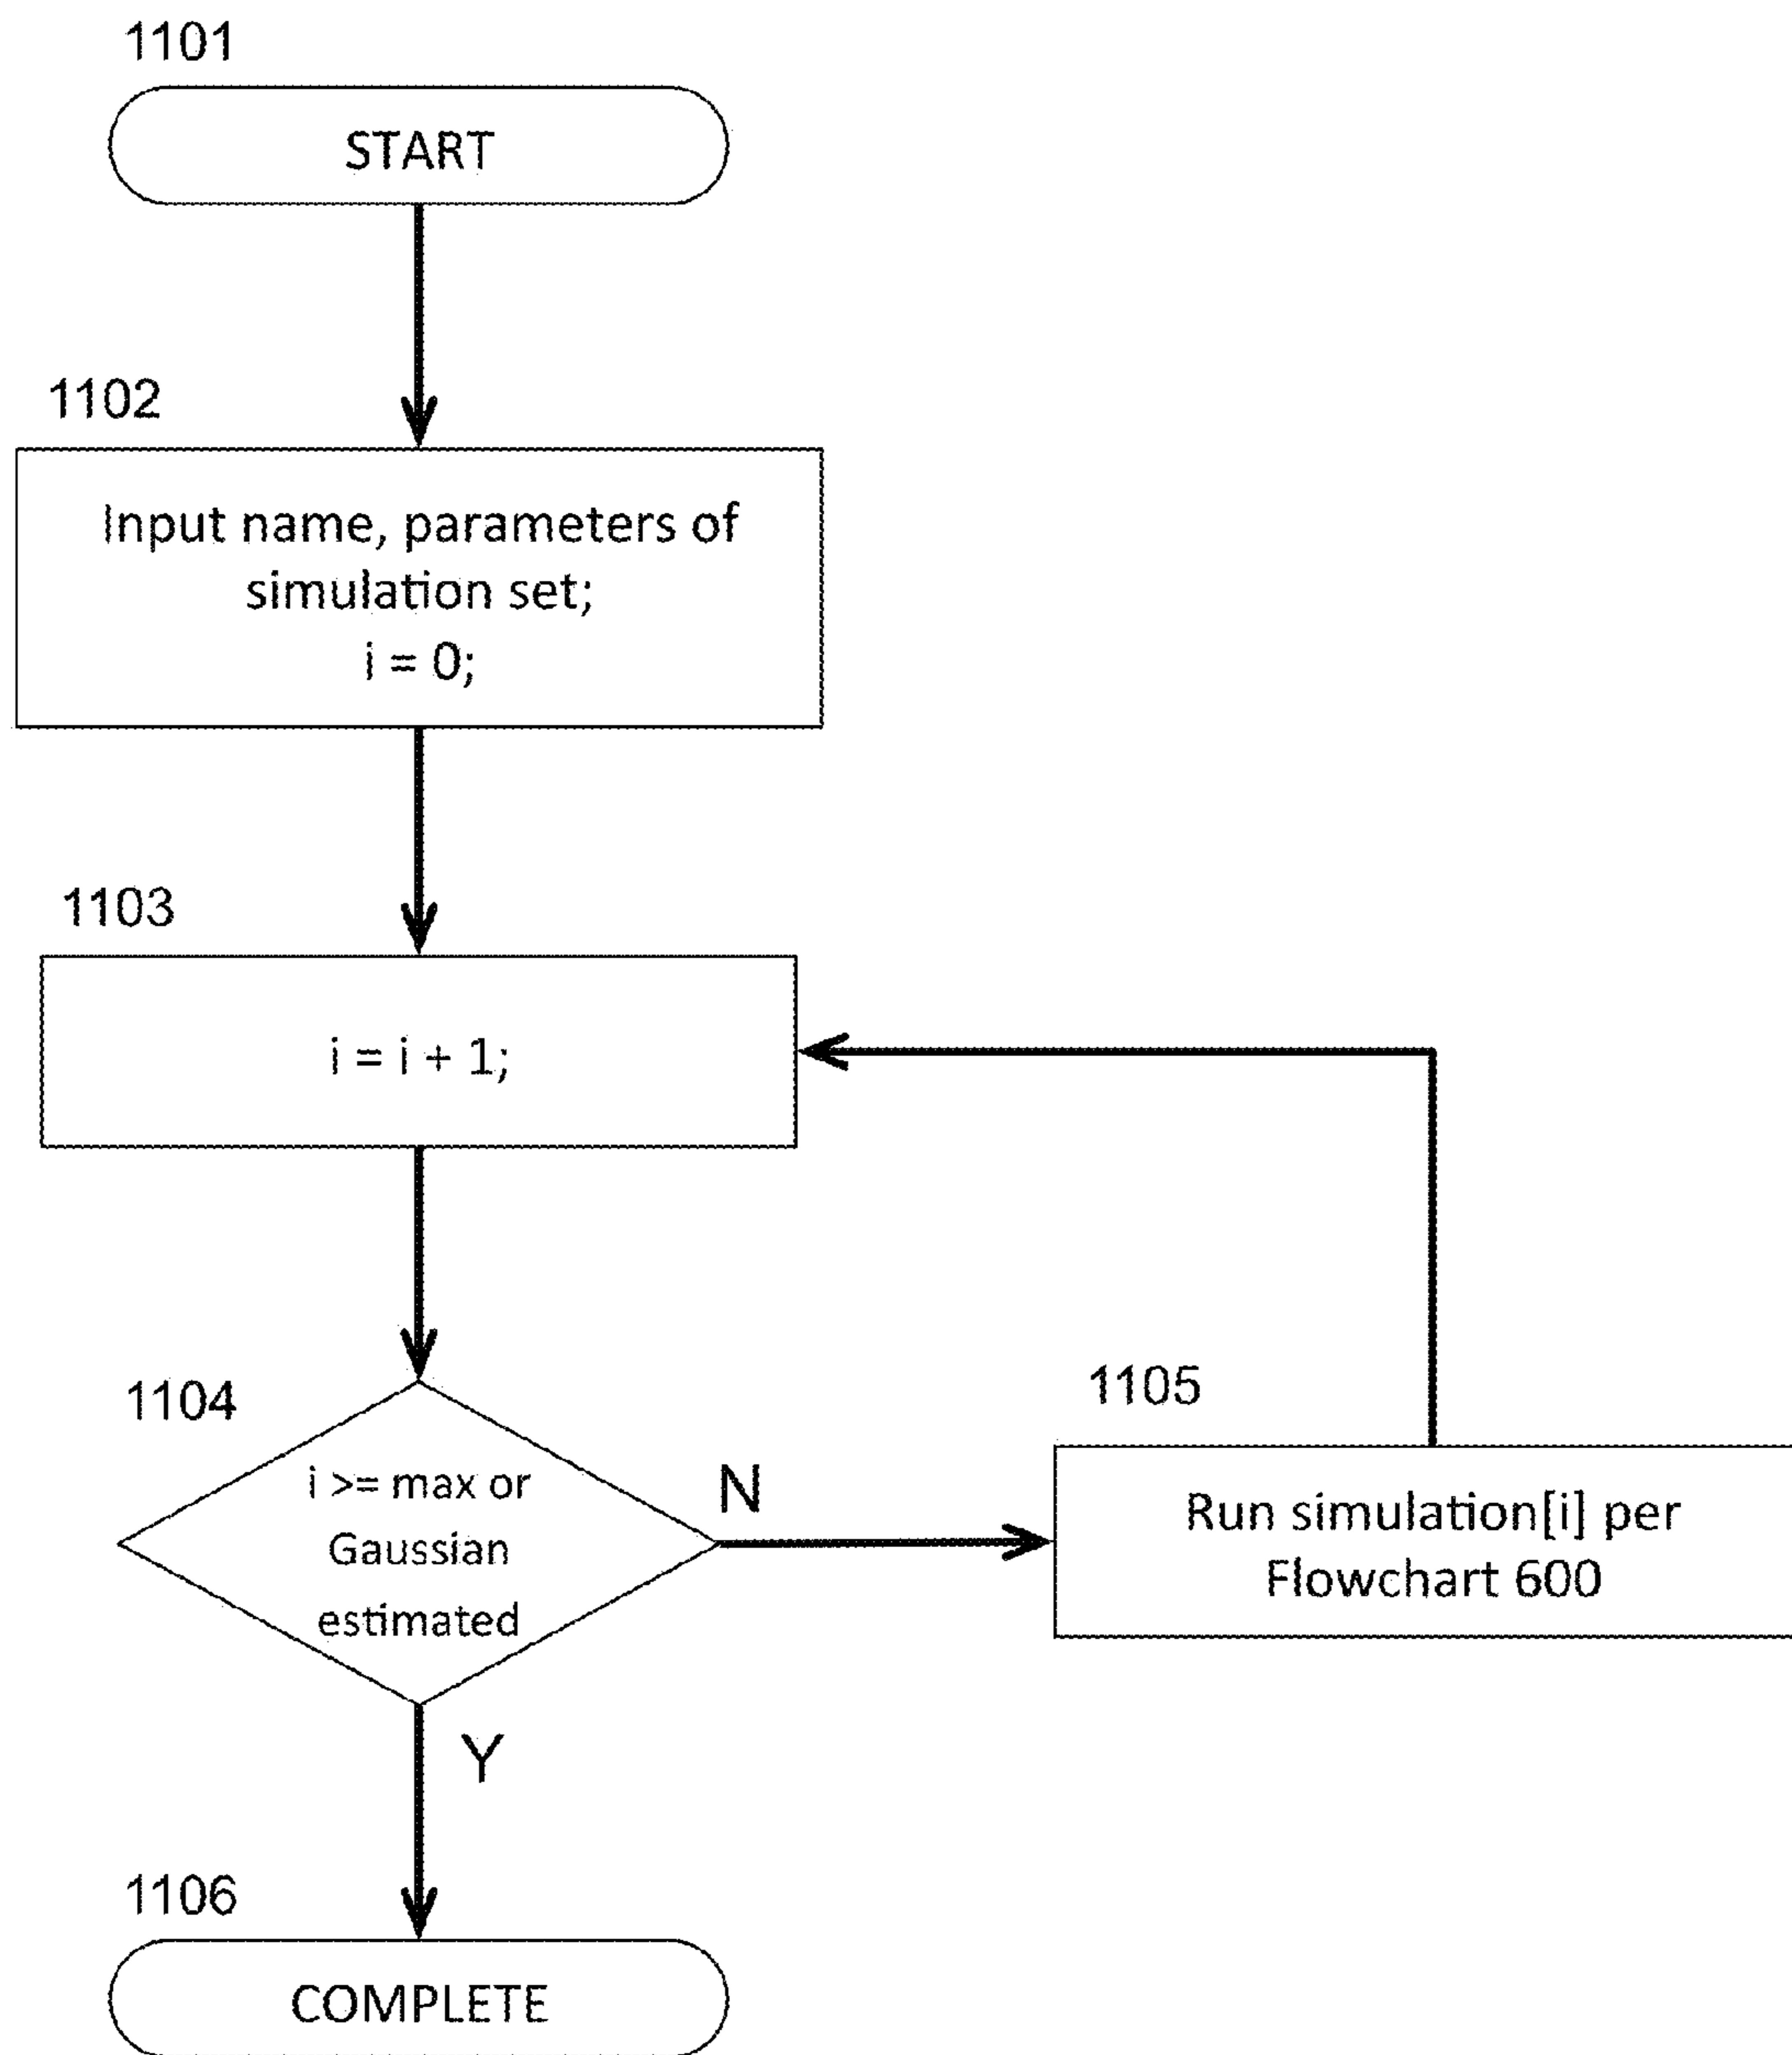 1101
START
1102
Input name, parameters of
simulation set;
i = 0;
1103
i = i + 1;
1104
i >= max or
Gaussian
estimated
N
1105
Run simulation[i] per
Flowchart 600
Y
1106
COMPLETE